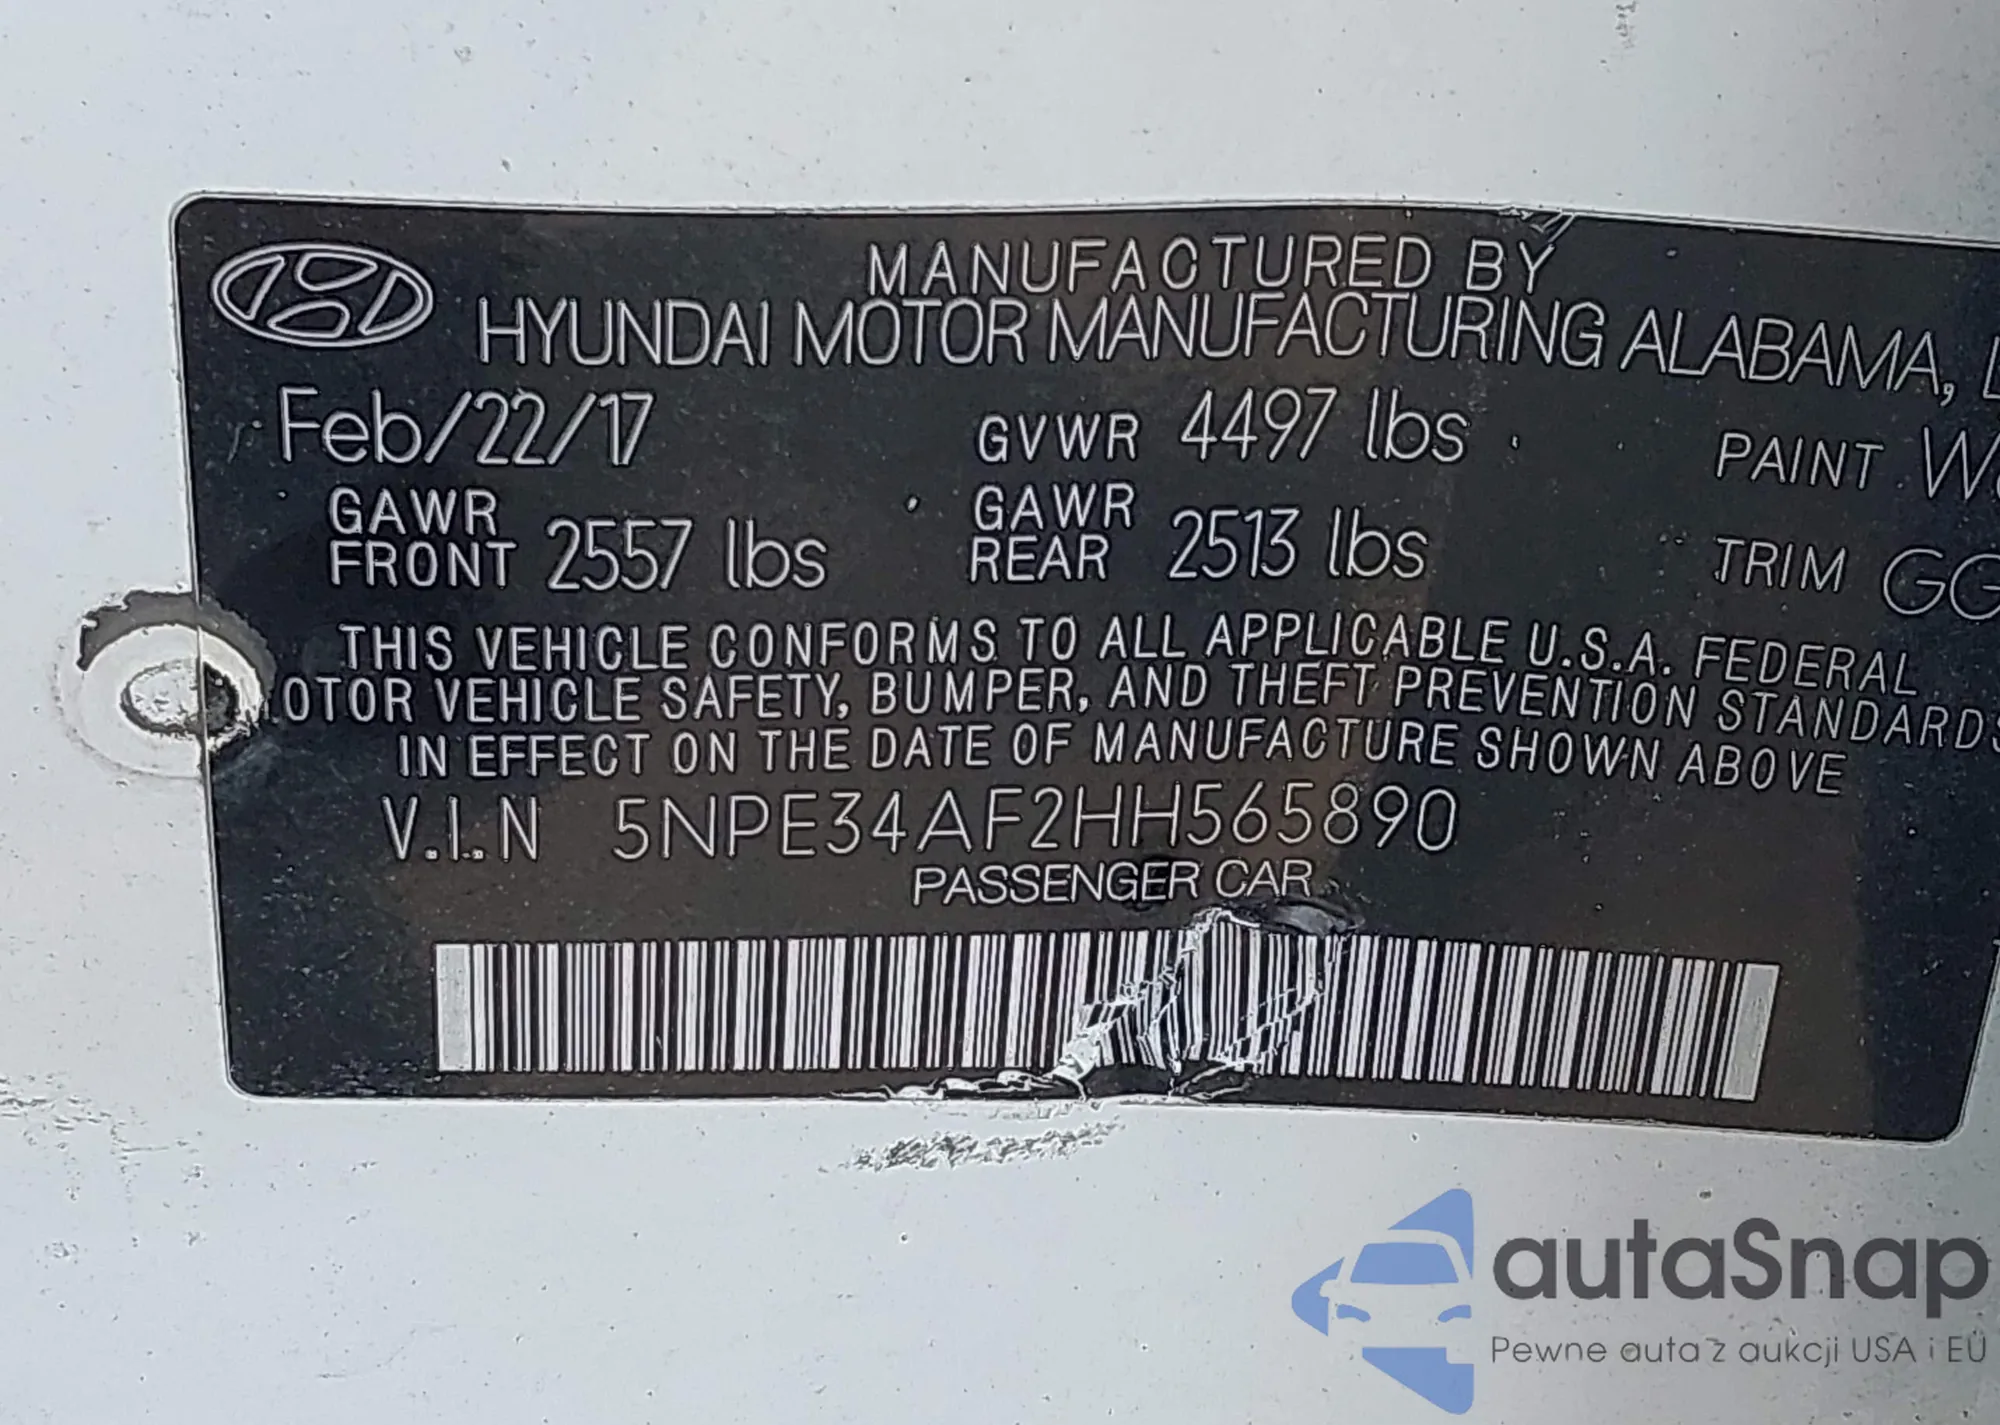 MANUFACTURED BY
HYUNDAI MOTOR MANUFACTURING ALABAMA,
Feb/22/17 GVWR 4497 lbs PAINT
GAWR FRONT 2557 lbs GAWR REAR 2513 lbs TRIM
THIS VEHICLE CONFORMS TO ALL APPLICABLE U.S.A. FEDERAL
OTOR VEHICLE SAFETY, BUMPER, AND THEFT PREVENTION STANDARDS
IN EFFECT ON THE DATE OF MANUFACTURE SHOWN ABOVE
V.I.N 5NPE34AF2HH565890
PASSENGER CAR
autaSnap
Pewne auta z aukcji USA i EU